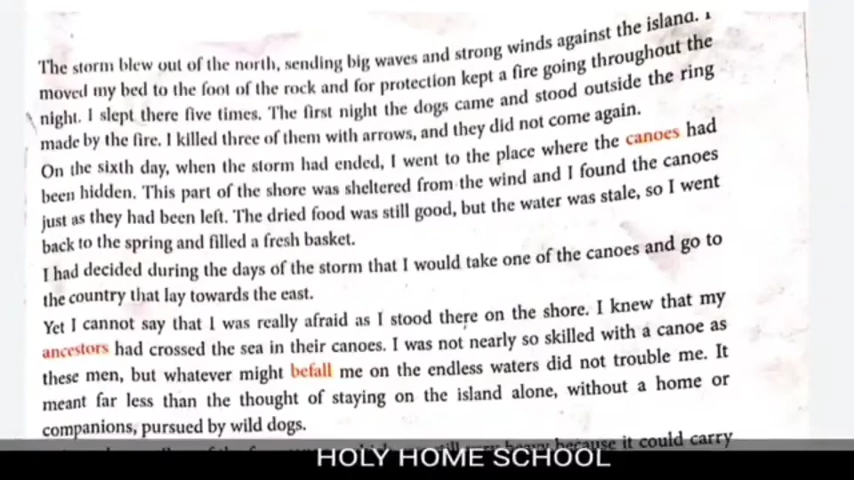 The storm blew out of the north, sending big waves and strong winds against the island. I
moved my bed to the foot of the rock and for protection kept a fire going throughout the
night. I slept there five times. The first night the dogs came and stood outside the ring
made by the fire. I killed three of them with arrows, and they did not come again.
On the sixth day, when the storm had ended, I went to the place where the canoes had
been hidden. This part of the shore was sheltered from the wind and I found the canoes
just as they had been left. The dried food was still good, but the water was stale, so I went
back to the spring and filled a fresh basket.
I had decided during the days of the storm that I would take one of the canoes and go to
the country that lay towards the east.
Yet I cannot say that I was really afraid as I stood there on the shore. I knew that my
ancestors had crossed the sea in their canoes. I was not nearly so skilled with a canoe as
these men, but whatever might befall me on the endless waters did not trouble me. It
meant far less than the thought of staying on the island alone, without a home or
companions, pursued by wild dogs.
very heavy because it could carry
HOLY HOME SCHOOL